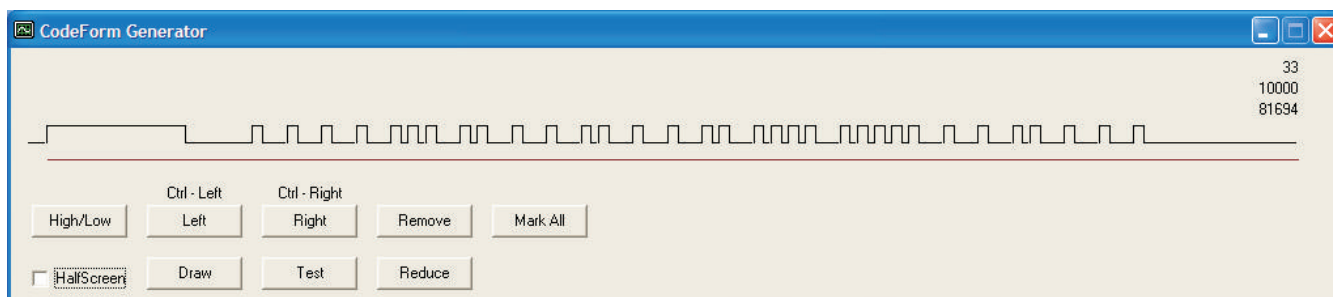 CodeForm Generator
33
10000
81694
Ctrl - Left Ctrl - Right
High/Low Left Right Remove Mark All
HalfScreen Draw Test Reduce